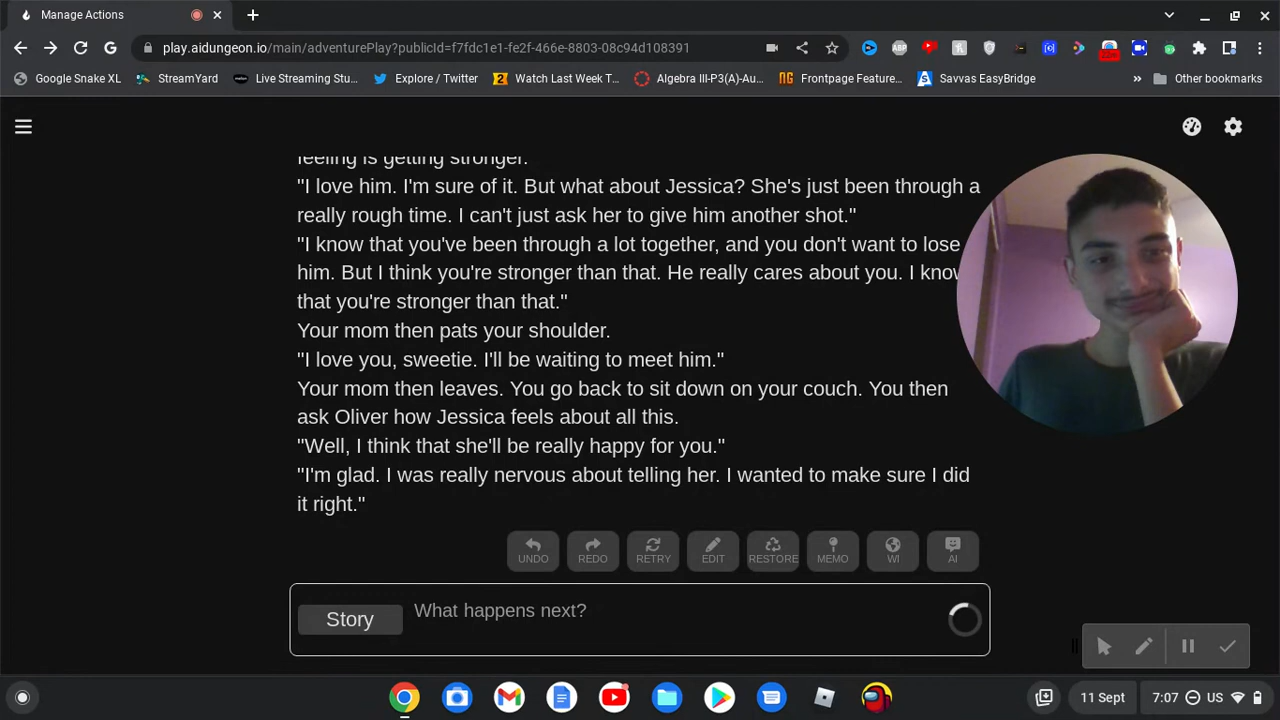 Manage Actions
play.aidungeon.io/main/adventurePlay?publicId=f7fdc1e1-fe2f-466e-8803-08c94d108391
Google Snake XL StreamYard Live Streaming Stu... Explore / Twitter Watch Last Week T... Algebra III-P3(A)-Au... Frontpage Feature... Savvas EasyBridge » Other bookmarks
feeling is getting stronger.
"I love him. I'm sure of it. But what about Jessica? She's just been through a
really rough time. I can't just ask her to give him another shot."
"I know that you've been through a lot together, and you don't want to lose
him. But I think you're stronger than that. He really cares about you. I know
that you're stronger than that."
Your mom then pats your shoulder.
"I love you, sweetie. I'll be waiting to meet him."
Your mom then leaves. You go back to sit down on your couch. You then
ask Oliver how Jessica feels about all this.
"Well, I think that she'll be really happy for you."
"I'm glad. I was really nervous about telling her. I wanted to make sure I did
it right."
UNDO REDO RETRY EDIT RESTORE MEMO WI AI
Story What happens next?
11 Sept 7:07 US